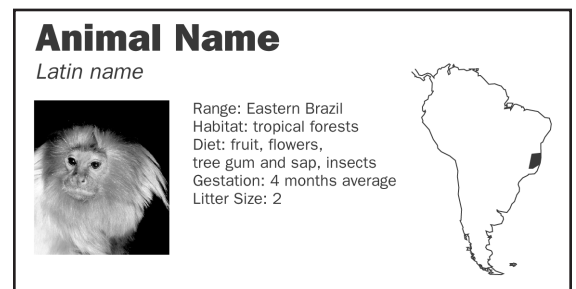 Animal Name
Latin name
Range: Eastern Brazil
Habitat: tropical forests
Diet: fruit, flowers,
tree gum and sap, insects
Gestation: 4 months average
Litter Size: 2